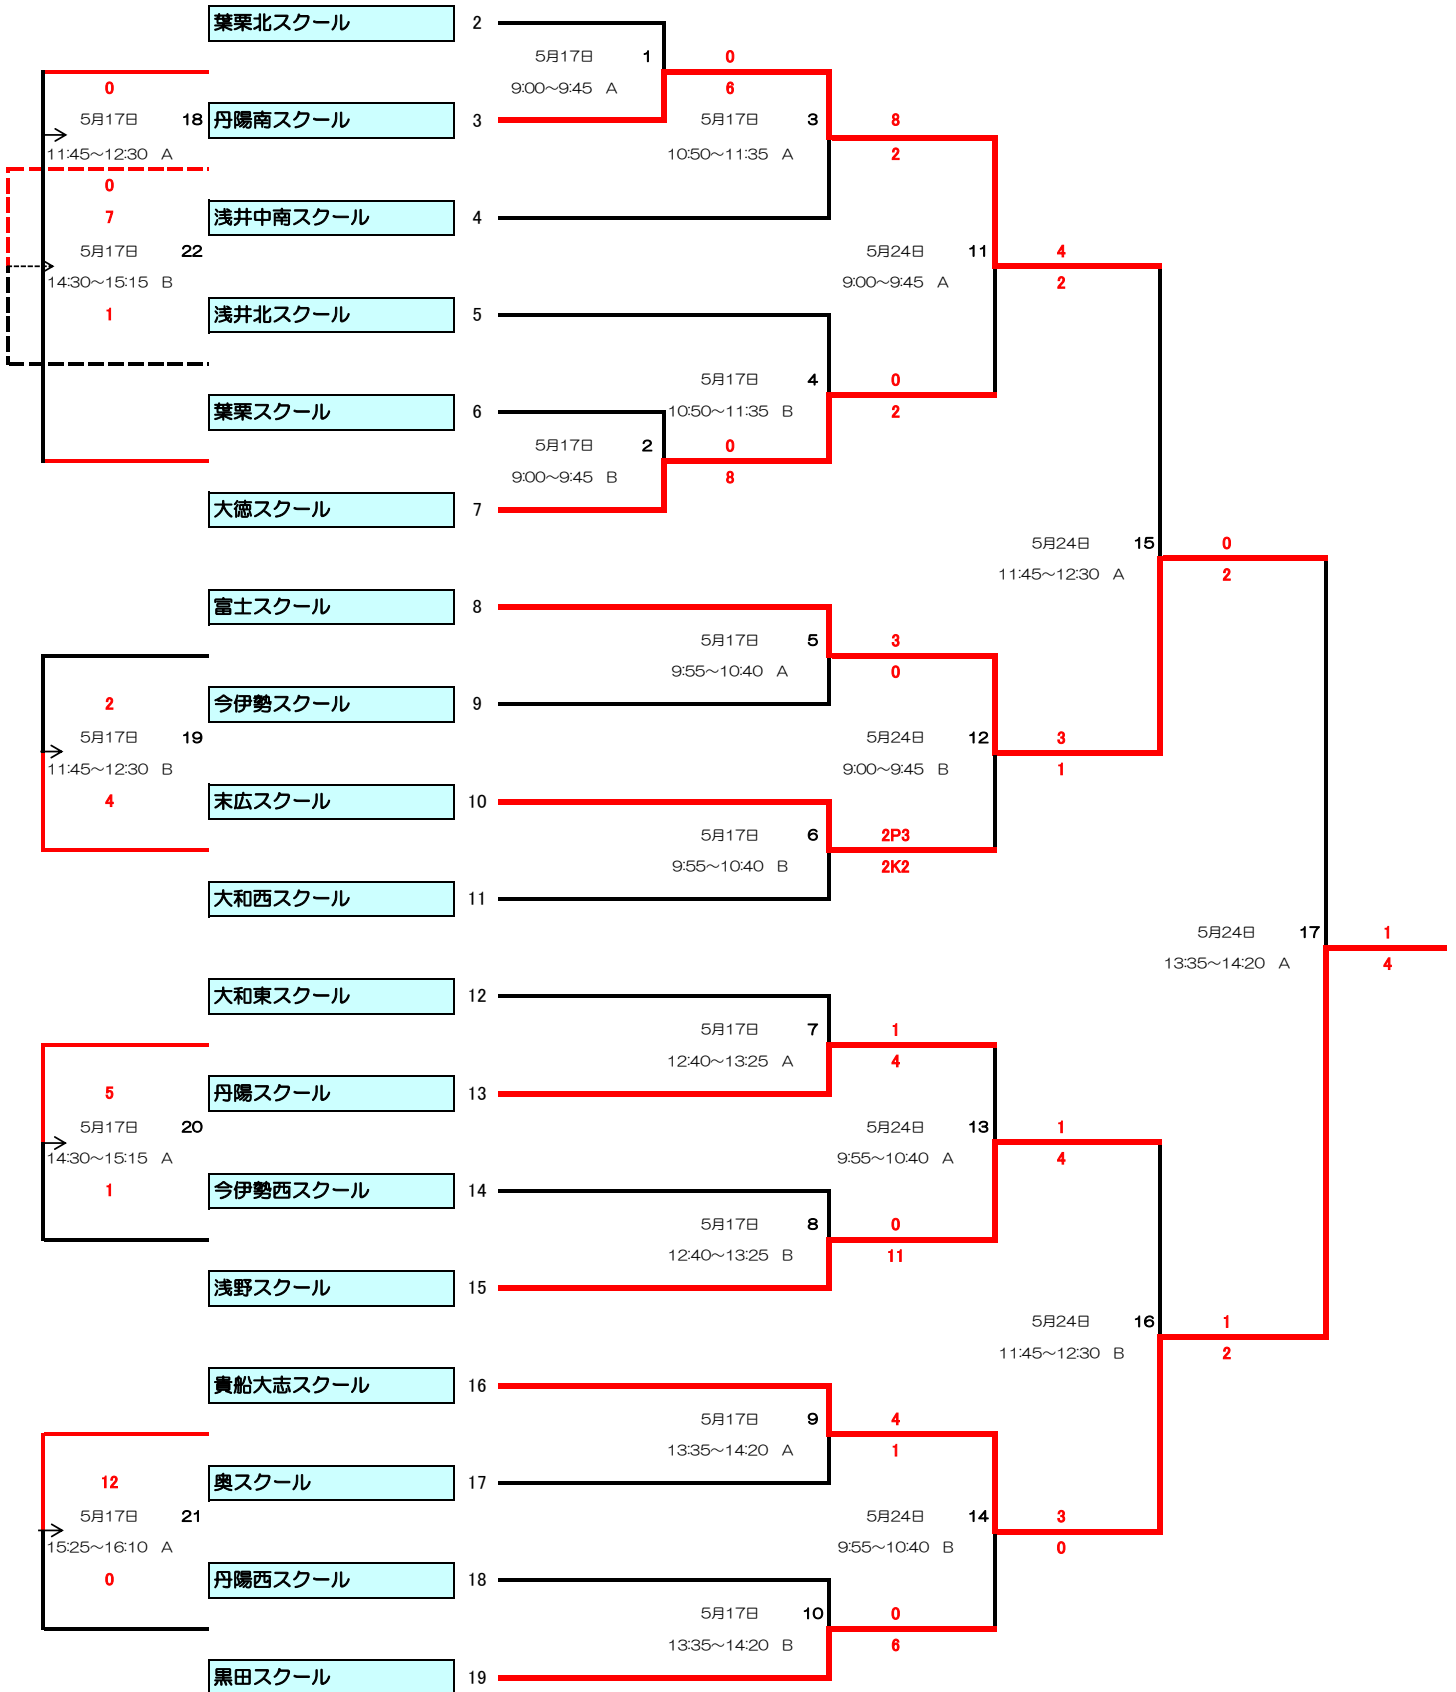 葉栗北スクール 2
5月17日 1 0
9:00～9:45 A 6
0
5月17日 18 丹陽南スクール 3 5月17日 3 8
11:45～12:30 A 10:50～11:35 A 2
0
7 浅井中南スクール 4
5月17日 22 5月24日 11 4
14:30～15:15 B 9:00～9:45 A 2
1 浅井北スクール 5
5月17日 4 0
葉栗スクール 6 10:50～11:35 B 2
5月17日 2 0
9:00～9:45 B 8
大徳スクール 7
5月24日 15 0
11:45～12:30 A 2
富士スクール 8
5月17日 5 3
9:55～10:40 A 0
2 今伊勢スクール 9
5月17日 19 5月24日 12 3
11:45～12:30 B 9:00～9:45 B 1
4 末広スクール 10
5月17日 6 2P3
9:55～10:40 B 2K2
大和西スクール 11
5月24日 17 1
13:35～14:20 A 4
大和東スクール 12
5月17日 7 1
12:40～13:25 A 4
5 丹陽スクール 13
5月17日 20 5月24日 13 1
14:30～15:15 A 9:55～10:40 A 4
1 今伊勢西スクール 14
5月17日 8 0
12:40～13:25 B 11
浅野スクール 15
5月24日 16 1
11:45～12:30 B 2
貴船大志スクール 16
5月17日 9 4
13:35～14:20 A 1
12 奥スクール 17
5月17日 21 5月24日 14 3
15:25～16:10 A 9:55～10:40 B 0
0 丹陽西スクール 18
5月17日 10 0
13:35～14:20 B 6
黒田スクール 19